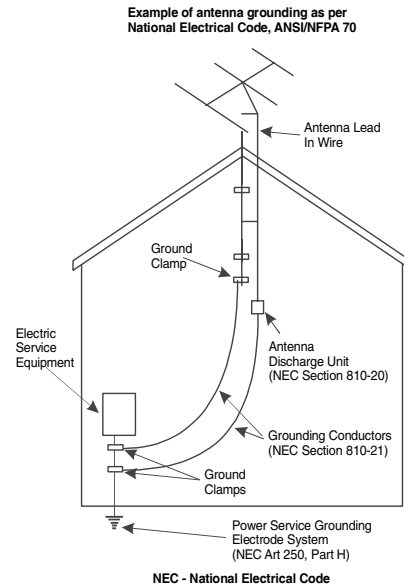 Example of antenna grounding as per
National Electrical Code, ANSI/NFPA 70
Antenna Lead
In Wire
Ground
Clamp
Electric
Service
Equipment
Antenna
Discharge Unit
(NEC Section 810-20)
Grounding Conductors
(NEC Section 810-21)
Ground
Clamps
Power Service Grounding
Electrode System
(NEC Art 250, Part H)
NEC - National Electrical Code